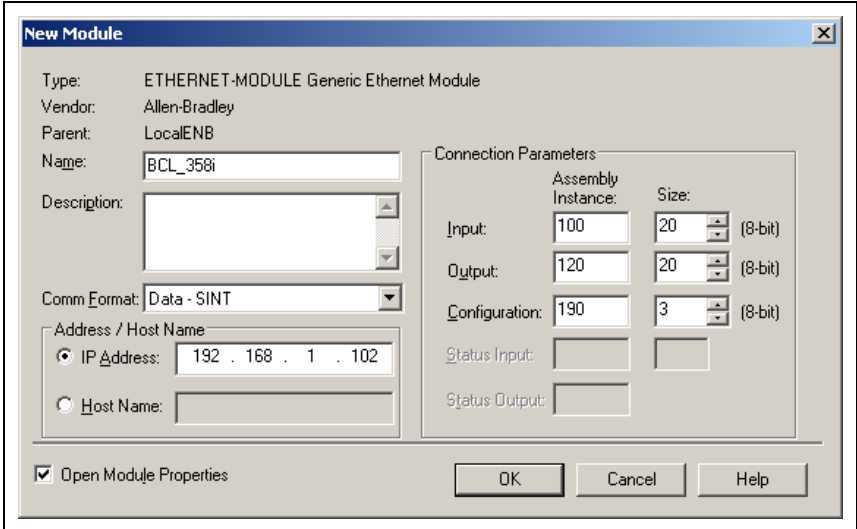 New Module
Type: ETHERNET-MODULE Generic Ethernet Module
Vendor: Allen-Bradley
Parent: LocalENB
Name: BCL_358i
Description:
Comm Format: Data - SINT
Address / Host Name
IP Address: 192 . 168 . 1 . 102
Host Name:
Connection Parameters
Assembly
Instance: Size:
Input: 100 20 (8-bit)
Output: 120 20 (8-bit)
Configuration: 190 3 (8-bit)
Status Input:
Status Output:
Open Module Properties
OK Cancel Help